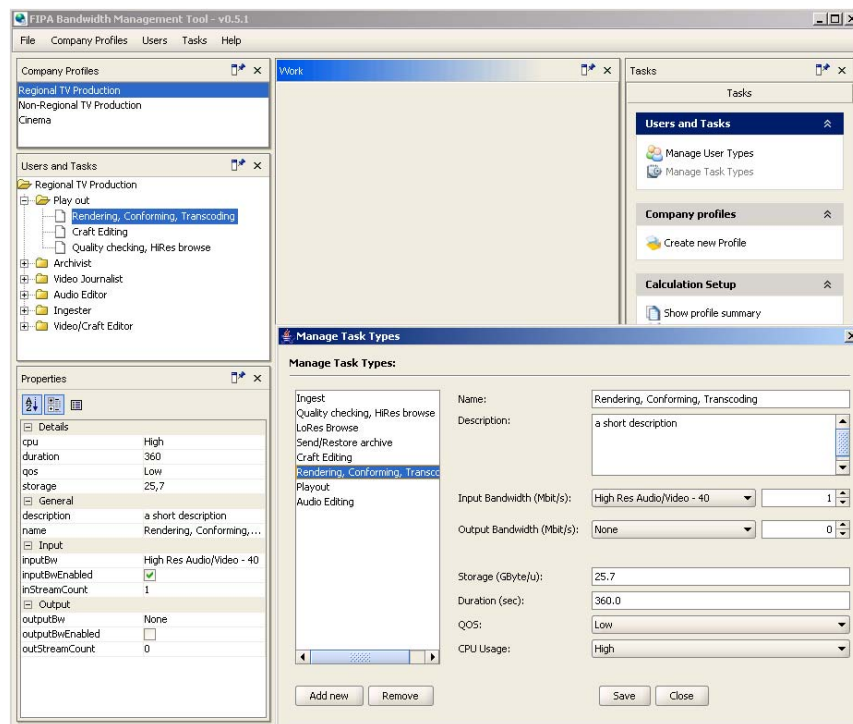 FIPA Bandwidth Management Tool - v0.5.1
File Company Profiles Users Tasks Help
Company Profiles
Regional TV Production
Non-Regional TV Production
Cinema
Users and Tasks
Regional TV Production
Play out
Rendering, Conforming, Transcoding
Craft Editing
Quality checking, HiRes browse
Archivist
Video Journalist
Audio Editor
Ingester
Video/Craft Editor
Properties
Details
cpu High
duration 360
qos Low
storage 25,7
General
description a short description
name Rendering, Conforming,...
Input
inputBw High Res Audio/Video - 40
inputBwEnabled
inStreamCount 1
Output
outputBw None
outputBwEnabled
outStreamCount 0
Work
Tasks
Tasks
Users and Tasks
Manage User Types
Manage Task Types
Company profiles
Create new Profile
Calculation Setup
Show profile summary
Manage Task Types
Manage Task Types:
Ingest
Quality checking, HiRes browse
LoRes Browse
Send/Restore archive
Craft Editing
Rendering, Conforming, Transco
Playout
Audio Editing
Add new Remove
Name: Rendering, Conforming, Transcoding
Description: a short description
Input Bandwidth (Mbit/s): High Res Audio/Video - 40 1
Output Bandwidth (Mbit/s): None 0
Storage (GByte/u): 25.7
Duration (sec): 360.0
QOS: Low
CPU Usage: High
Save Close